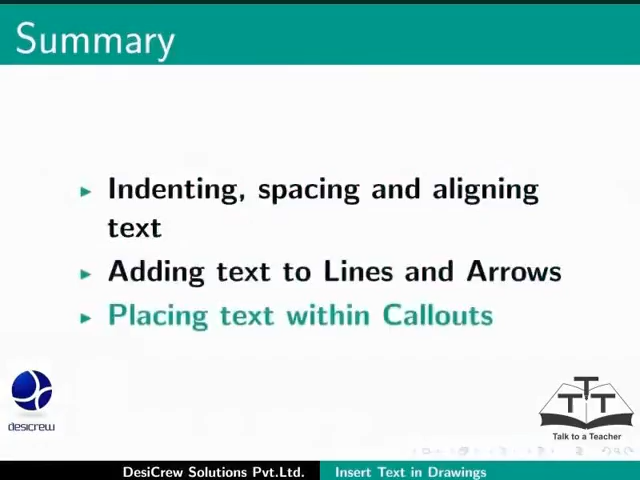 Summary
Indenting, spacing and aligning
text
Adding text to Lines and Arrows
Placing text within Callouts
desicrew
TTT
Talk to a Teacher
DesiCrew Solutions Pvt.Ltd. Insert Text in Drawings